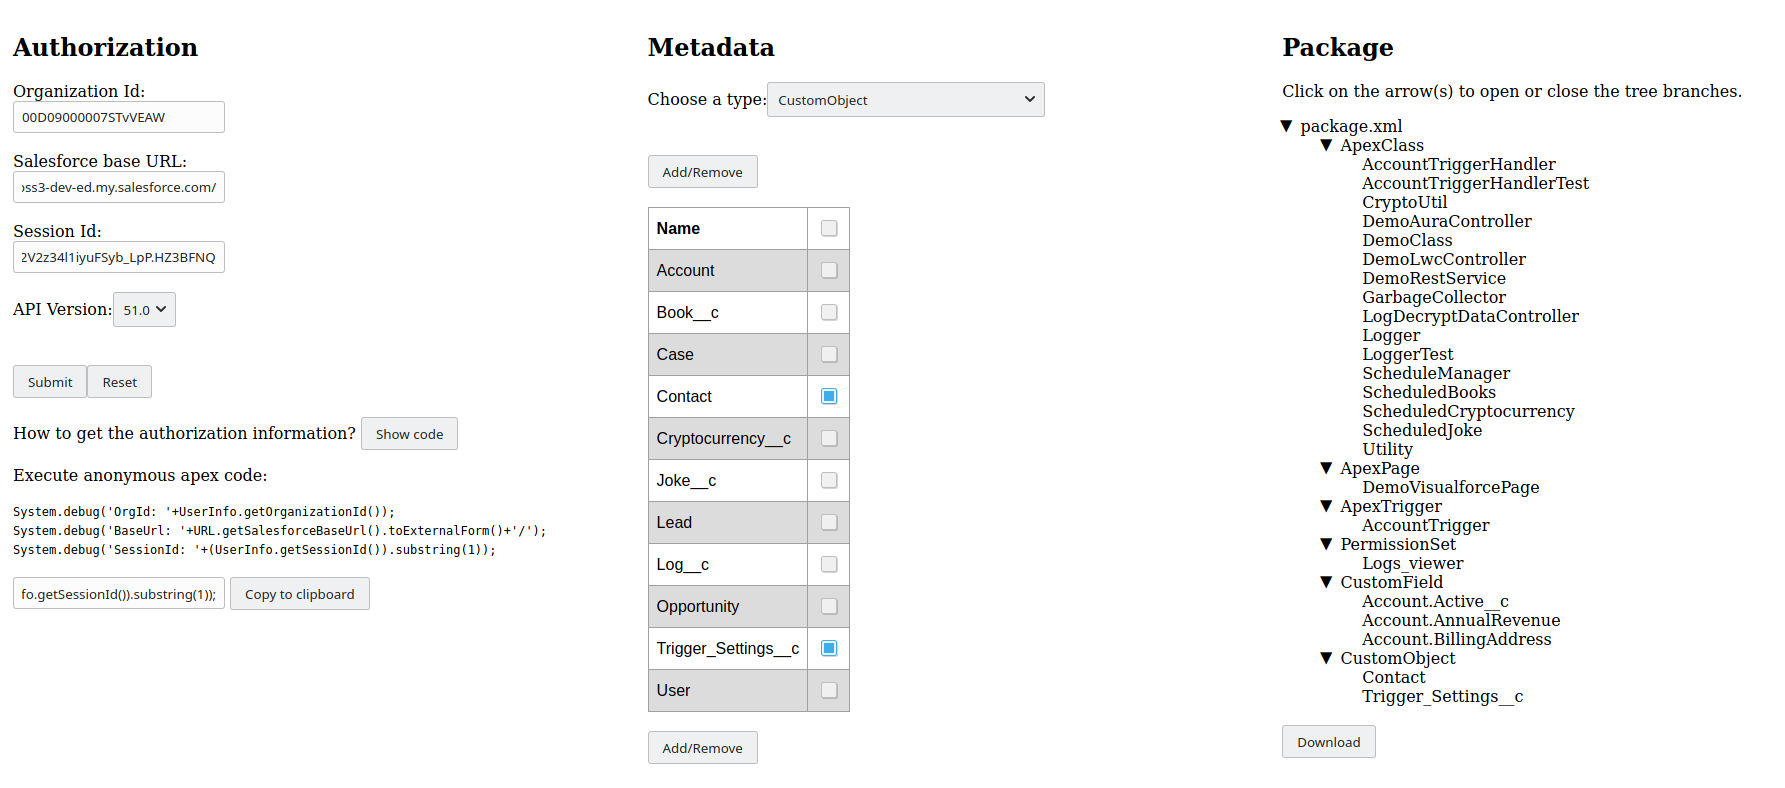 Authorization
Organization Id:
00D09000007STvVEAW
Salesforce base URL:
ss3-dev-ed.my.salesforce.com/
Session Id:
2V2z34l1iyuFSyb_LpP.HZ3BFNQ
API Version: 51.0
Submit Reset
How to get the authorization information? Show code
Execute anonymous apex code:
System.debug('OrgId: '+UserInfo.getOrganizationId());
System.debug('BaseUrl: '+URL.getSalesforceBaseUrl().toExternalForm()+'/');
System.debug('SessionId: '+(UserInfo.getSessionId()).substring(1));
fo.getSessionId()).substring(1)); Copy to clipboard
Metadata
Choose a type: CustomObject
Add/Remove
Name
Account
Book__c
Case
Contact
Cryptocurrency__c
Joke__c
Lead
Log__c
Opportunity
Trigger_Settings__c
User
Add/Remove
Package
Click on the arrow(s) to open or close the tree branches.
▼ package.xml
▼ ApexClass
AccountTriggerHandler
AccountTriggerHandlerTest
CryptoUtil
DemoAuraController
DemoClass
DemoLwcController
DemoRestService
GarbageCollector
LogDecryptDataController
Logger
LoggerTest
ScheduleManager
ScheduledBooks
ScheduledCryptocurrency
ScheduledJoke
Utility
▼ ApexPage
DemoVisualforcePage
▼ ApexTrigger
AccountTrigger
▼ PermissionSet
Logs_viewer
▼ CustomField
Account.Active__c
Account.AnnualRevenue
Account.BillingAddress
▼ CustomObject
Contact
Trigger_Settings__c
Download